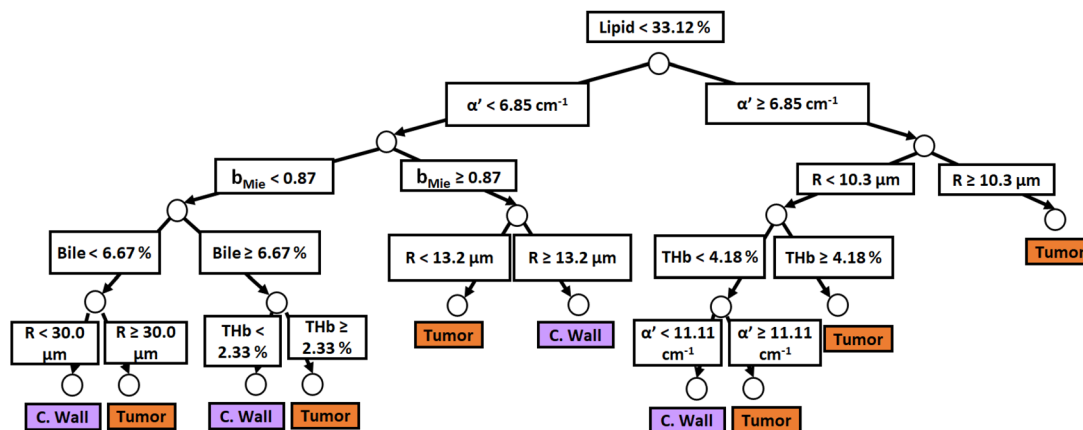 Lipid < 33.12 %
α’ < 6.85 cm⁻¹
α’ ≥ 6.85 cm⁻¹
b_Mie < 0.87
b_Mie ≥ 0.87
R < 10.3 µm
R ≥ 10.3 µm
Bile < 6.67 %
Bile ≥ 6.67 %
R < 13.2 µm
R ≥ 13.2 µm
THb < 4.18 %
THb ≥ 4.18 %
Tumor
R < 30.0
µm
R ≥ 30.0
µm
THb <
2.33 %
THb ≥
2.33 %
Tumor
C. Wall
α’ < 11.11
cm⁻¹
α’ ≥ 11.11
cm⁻¹
Tumor
C. Wall
Tumor
C. Wall
Tumor
C. Wall
Tumor